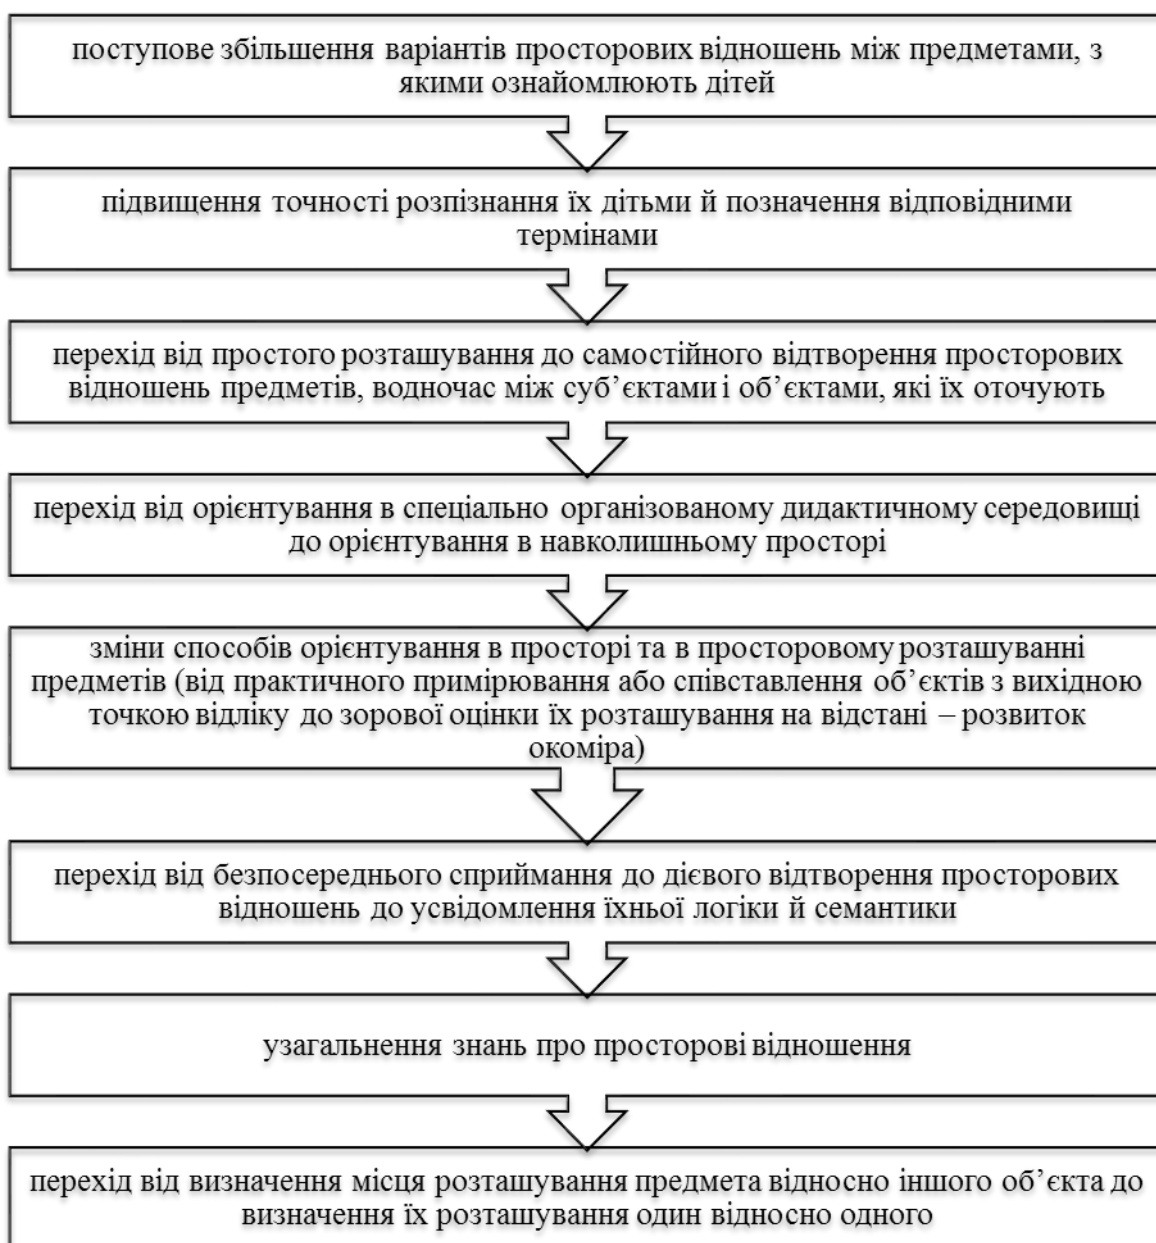 поступове збільшення варіантів просторових відношень між предметами, з
якими ознайомлюють дітей
підвищення точності розпізнання їх дітьми й позначення відповідними
термінами
перехід від простого розташування до самостійного відтворення просторових
відношень предметів, водночас між суб’єктами і об’єктами, які їх оточують
перехід від орієнтування в спеціально організованому дидактичному середовищі
до орієнтування в навколишньому просторі
зміни способів орієнтування в просторі та в просторовому розташуванні
предметів (від практичного примірювання або співставлення об’єктів з вихідною
точкою відліку до зорової оцінки їх розташування на відстані – розвиток
окоміра)
перехід від безпосереднього сприймання до дієвого відтворення просторових
відношень до усвідомлення їхньої логіки й семантики
узагальнення знань про просторові відношення
перехід від визначення місця розташування предмета відносно іншого об’єкта до
визначення їх розташування один відносно одного